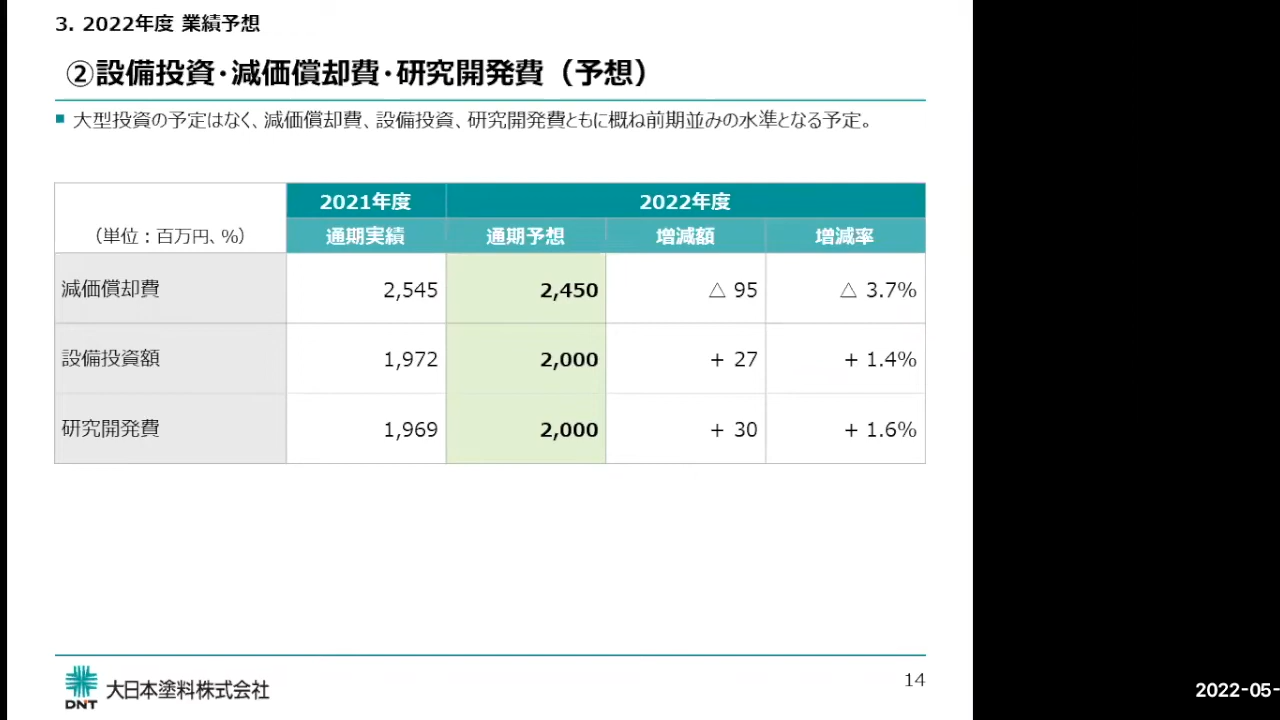 3. 2022年度 業績予想
②設備投資･減価償却費･研究開発費（予想）
■ 大型投資の予定はなく、減価償却費、設備投資、研究開発費ともに概ね前期並みの水準となる予定。
2021年度 2022年度
（単位：百万円、%） 通期実績 通期予想 増減額 増減率
減価償却費 2,545 2,450 △ 95 △ 3.7%
設備投資額 1,972 2,000 + 27 + 1.4%
研究開発費 1,969 2,000 + 30 + 1.6%
DNT 大日本塗料株式会社
14
2022-05-